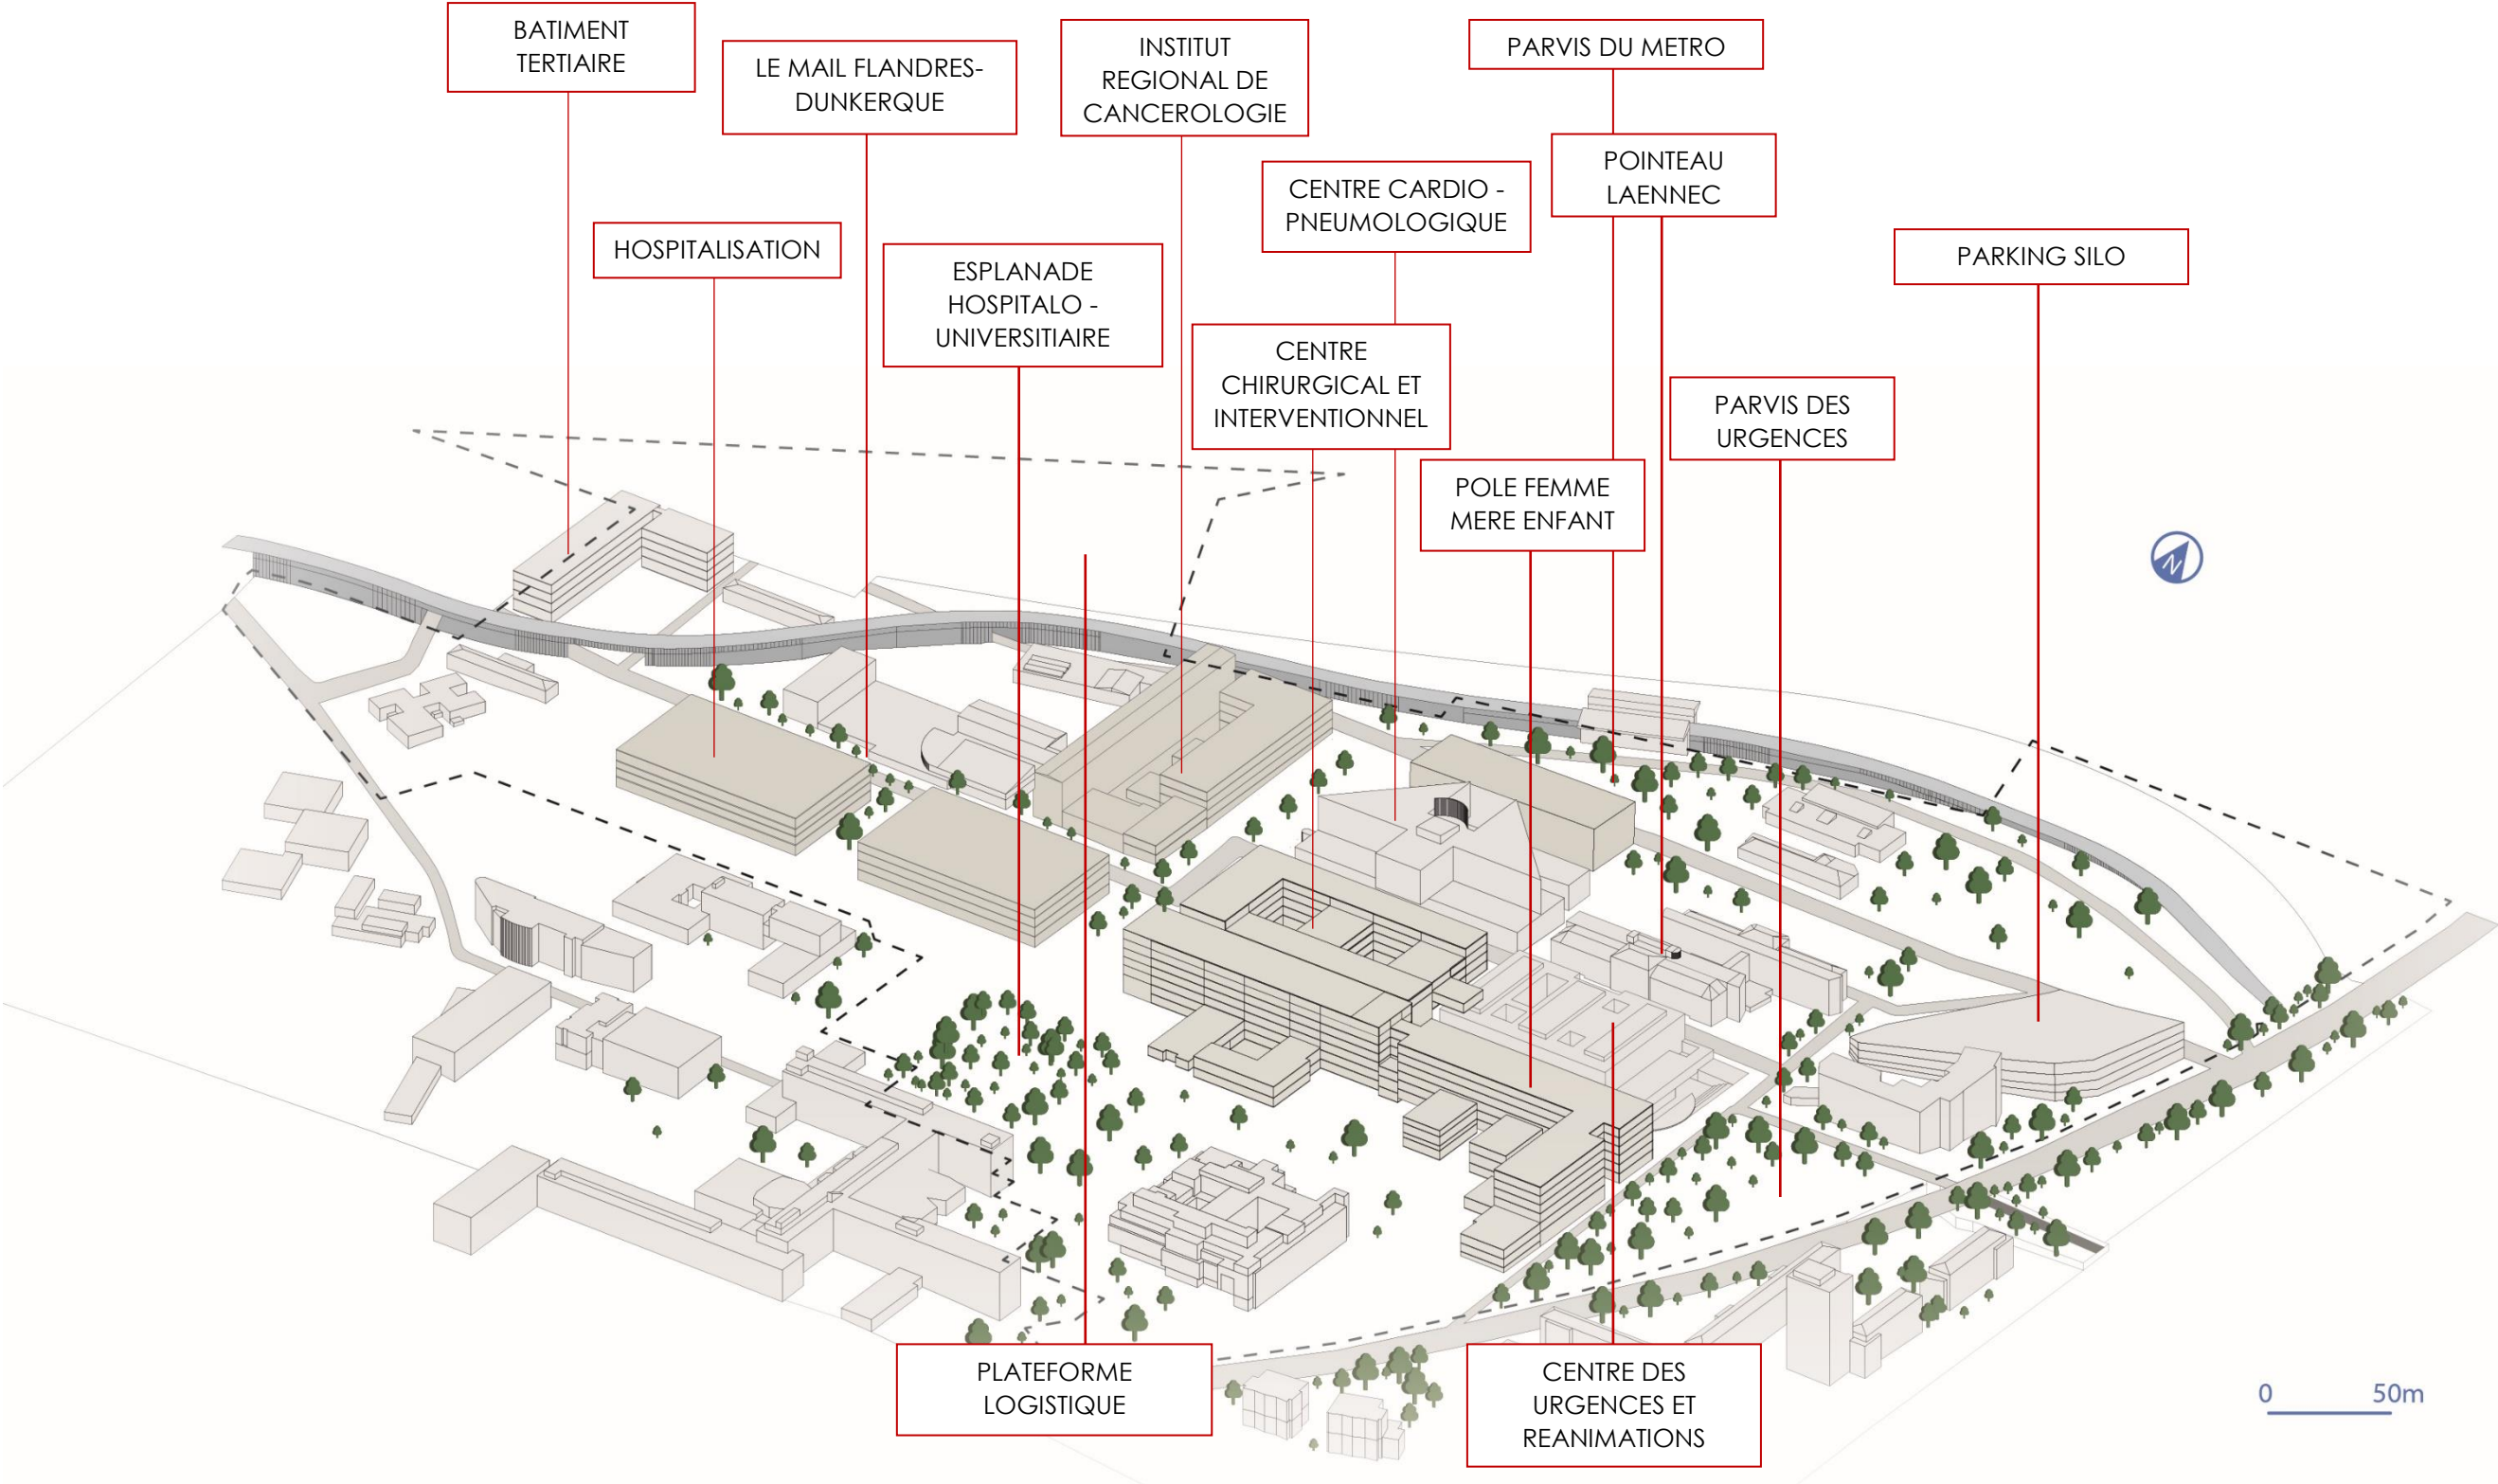 BATIMENT
TERTIAIRE
LE MAIL FLANDRES-
DUNKERQUE
INSTITUT
REGIONAL DE
CANCEROLOGIE
PARVIS DU METRO
POINTEAU
LAENNEC
CENTRE CARDIO -
PNEUMOLOGIQUE
HOSPITALISATION
ESPLANADE
HOSPITALO -
UNIVERSITIAIRE
PARKING SILO
CENTRE
CHIRURGICAL ET
INTERVENTIONNEL
PARVIS DES
URGENCES
POLE FEMME
MERE ENFANT
N
PLATEFORME
LOGISTIQUE
CENTRE DES
URGENCES ET
REANIMATIONS
0 50m